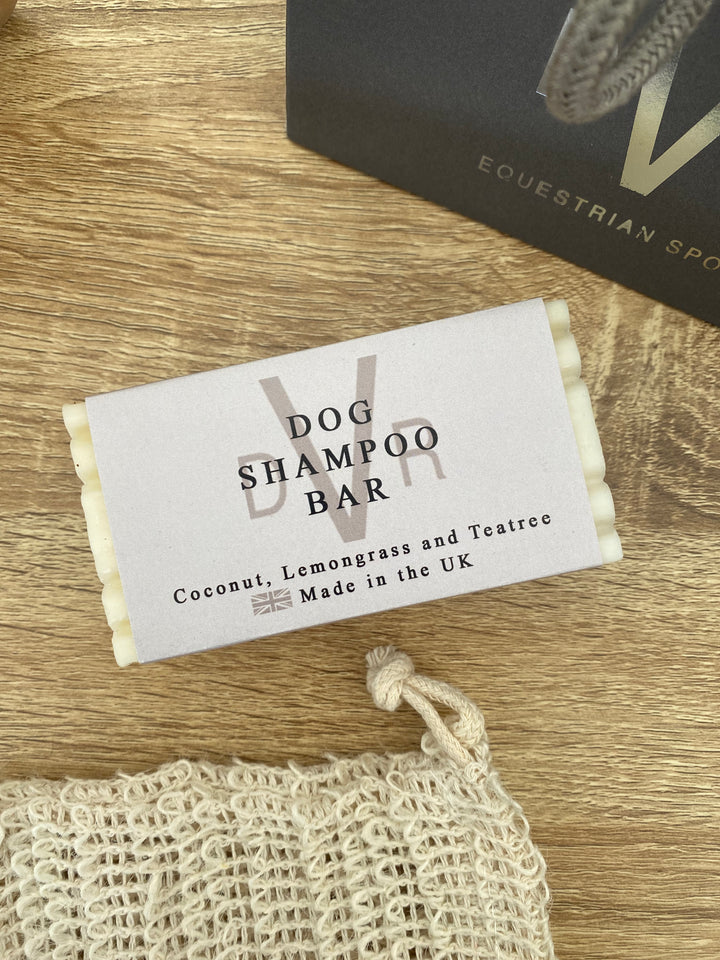 EQUESTRIAN SPO
V
DOG
SHAMPOO
D R
BAR
Coconut, Lemongrass and Teatree
Made in the UK